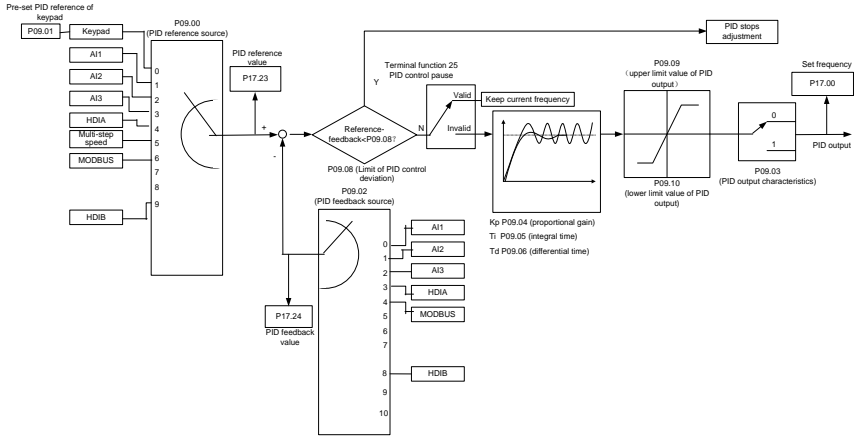 Pre-set PID reference of
keypad
P09.01
Keypad
AI1
AI2
AI3
HDIA
Multi-step
speed
MODBUS
HDIB
P09.00
(PID reference source)
0
1
2
3
4
5
6
7
8
9
PID reference
value
P17.23
+
-
Reference-
feedback<P09.08?
Y
N
P09.08 (Limit of PID control
deviation)
Terminal function 25
PID control pause
Valid
Invalid
Keep current frequency
PID stops
adjustment
Kp P09.04 (proportional gain)
Ti P09.05 (integral time)
Td P09.06 (differential time)
P09.09
（upper limit value of PID
output）
P09.10
(lower limit value of PID
output)
0
1
P09.03
(PID output characteristics)
Set frequency
P17.00
PID output
P09.02
(PID feedback source)
0
1
2
3
4
5
6
7
8
9
10
AI1
AI2
AI3
HDIA
MODBUS
HDIB
P17.24
PID feedback
value